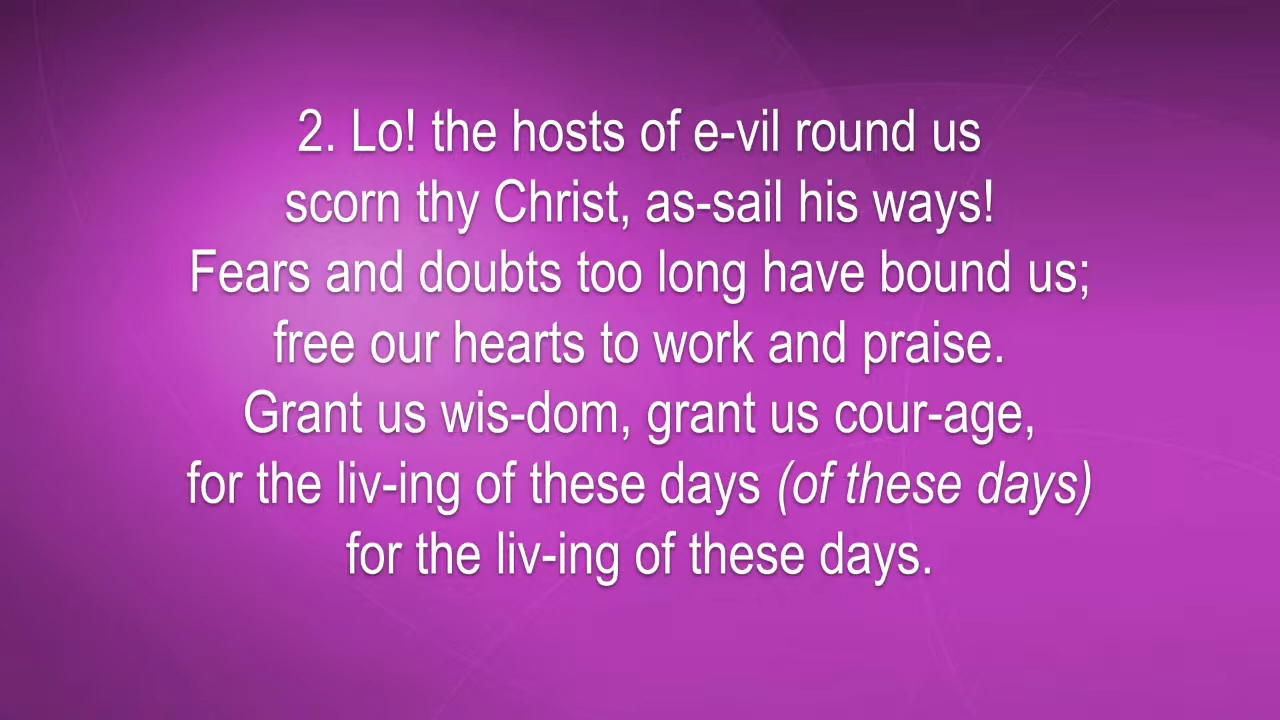 2. Lo! the hosts of e-vil round us
scorn thy Christ, as-sail his ways!
Fears and doubts too long have bound us;
free our hearts to work and praise.
Grant us wis-dom, grant us cour-age,
for the liv-ing of these days (of these days)
for the liv-ing of these days.